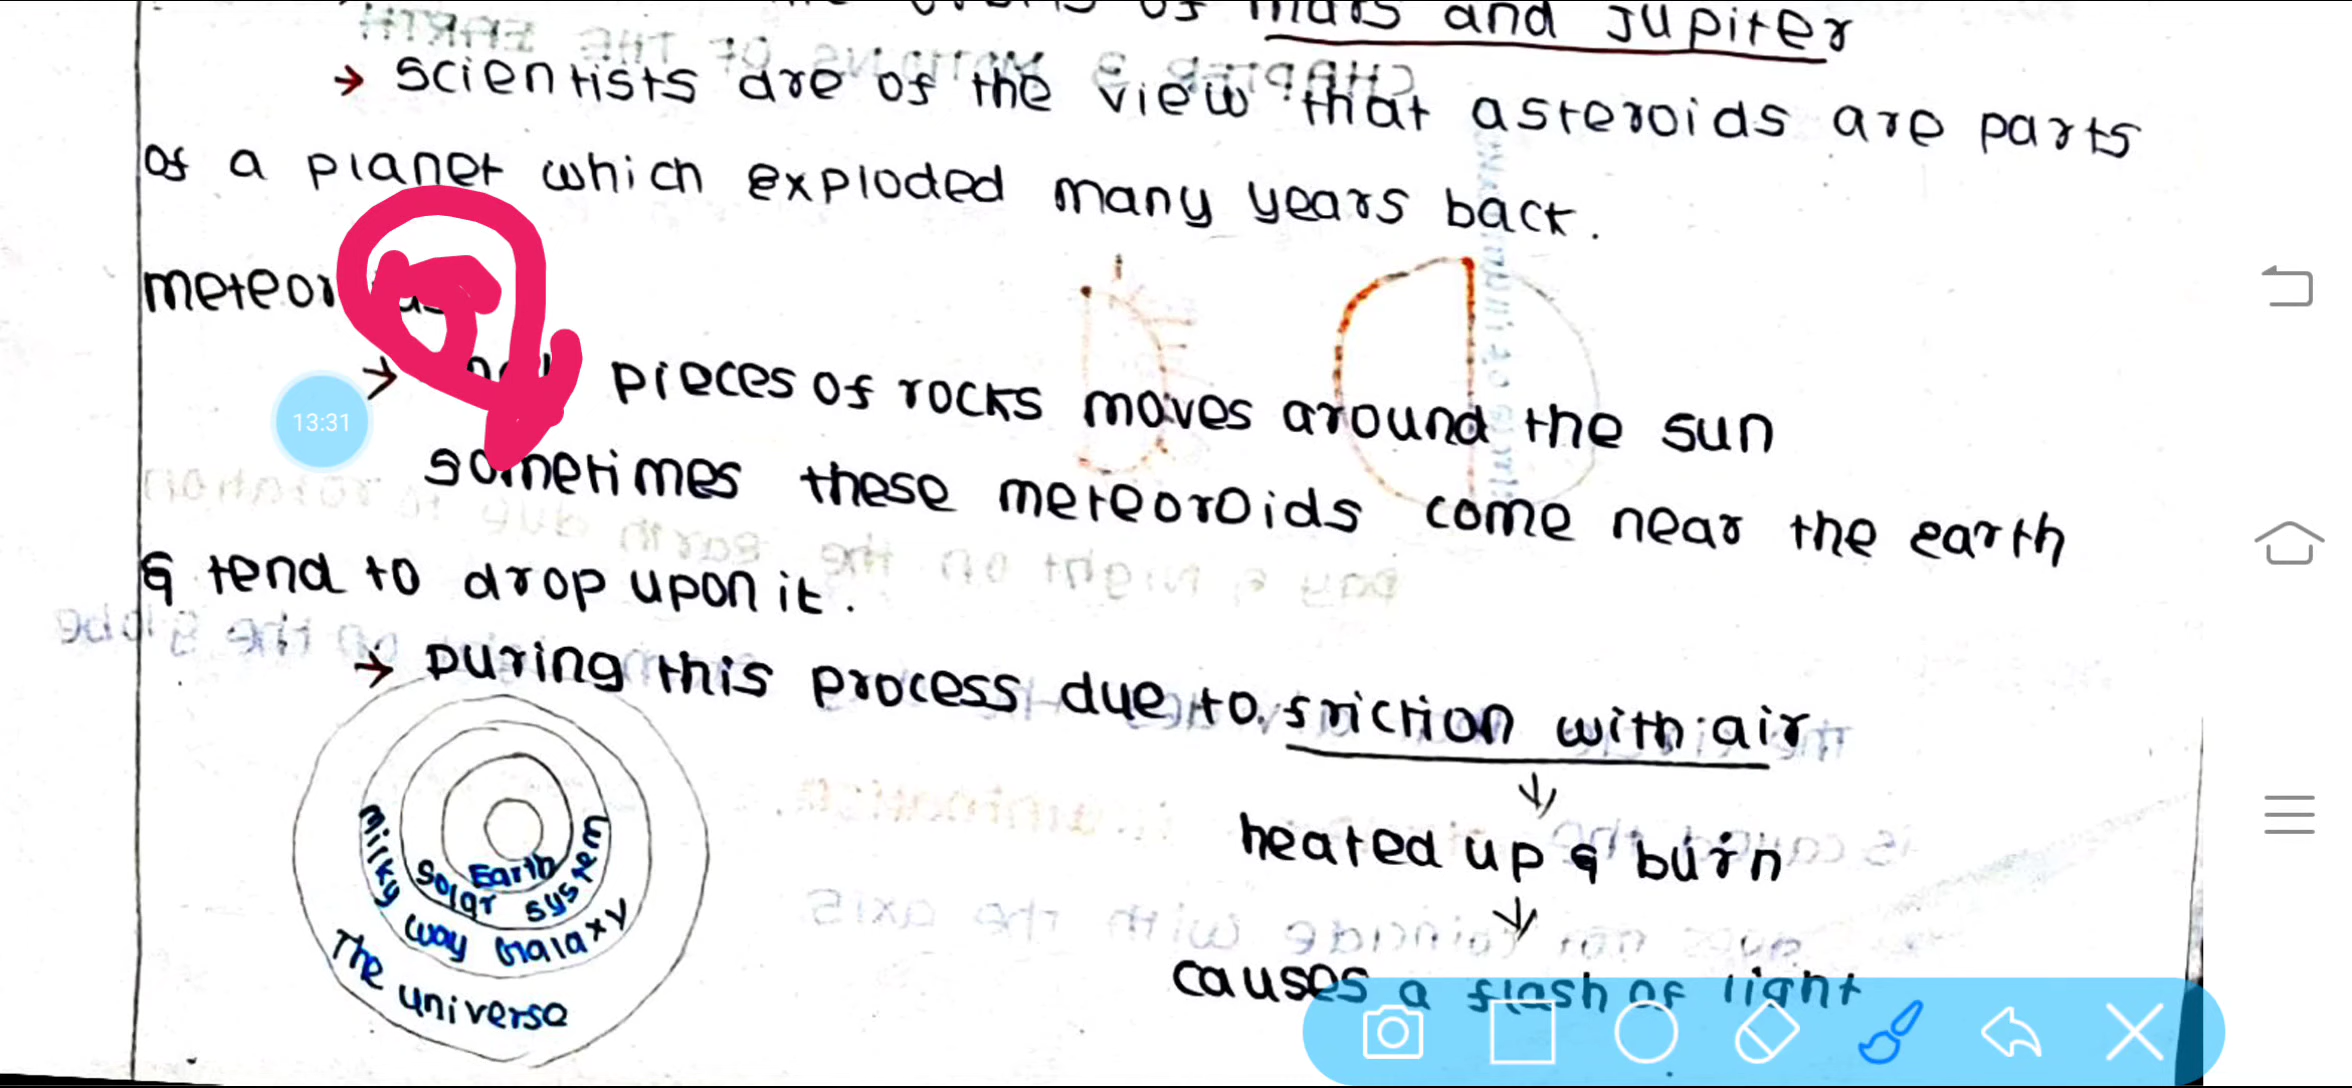 and Jupiter
→ scientists are of the view that asteroids are parts
of a planet which exploded many years back.
meteor
→ pieces of rocks moves around the sun
sometimes these meteoroids come near the earth
& tend to drop upon it.
→ During this process due to friction with air
heated up & burn
causes a flash of light
Earth
Solar system
Milky way Galaxy
The universe
13:31